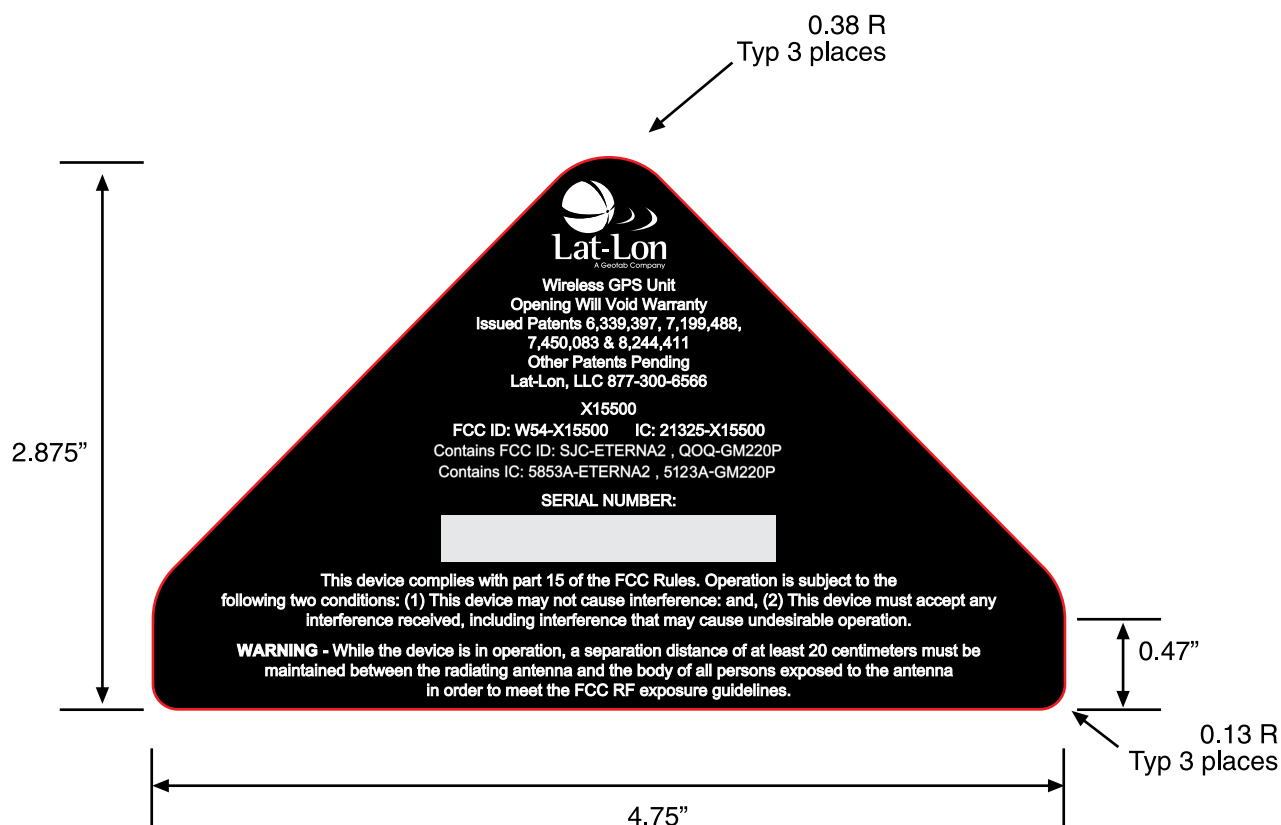 0.38 R
Typ 3 places
Lat-Lon
A Geotab Company
Wireless GPS Unit
Opening Will Void Warranty
Issued Patents 6,339,397, 7,199,488,
7,450,083 & 8,244,411
Other Patents Pending
Lat-Lon, LLC 877-300-6566
X15500
FCC ID: W54-X15500 IC: 21325-X15500
Contains FCC ID: SJC-ETERNA2 , QOQ-GM220P
Contains IC: 5853A-ETERNA2 , 5123A-GM220P
SERIAL NUMBER:
2.875”
This device complies with part 15 of the FCC Rules. Operation is subject to the
following two conditions: (1) This device may not cause interference: and, (2) This device must accept any
interference received, including interference that may cause undesirable operation.
WARNING - While the device is in operation, a separation distance of at least 20 centimeters must be
maintained between the radiating antenna and the body of all persons exposed to the antenna
in order to meet the FCC RF exposure guidelines.
0.47”
0.13 R
Typ 3 places
4.75”